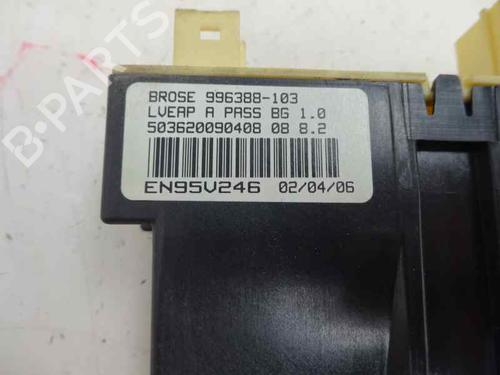 BROSE 996388-103
LVEAP A PASS BG 1.0
503620090408 08 8.2
EN95V246 02/04/06
B-PARTS